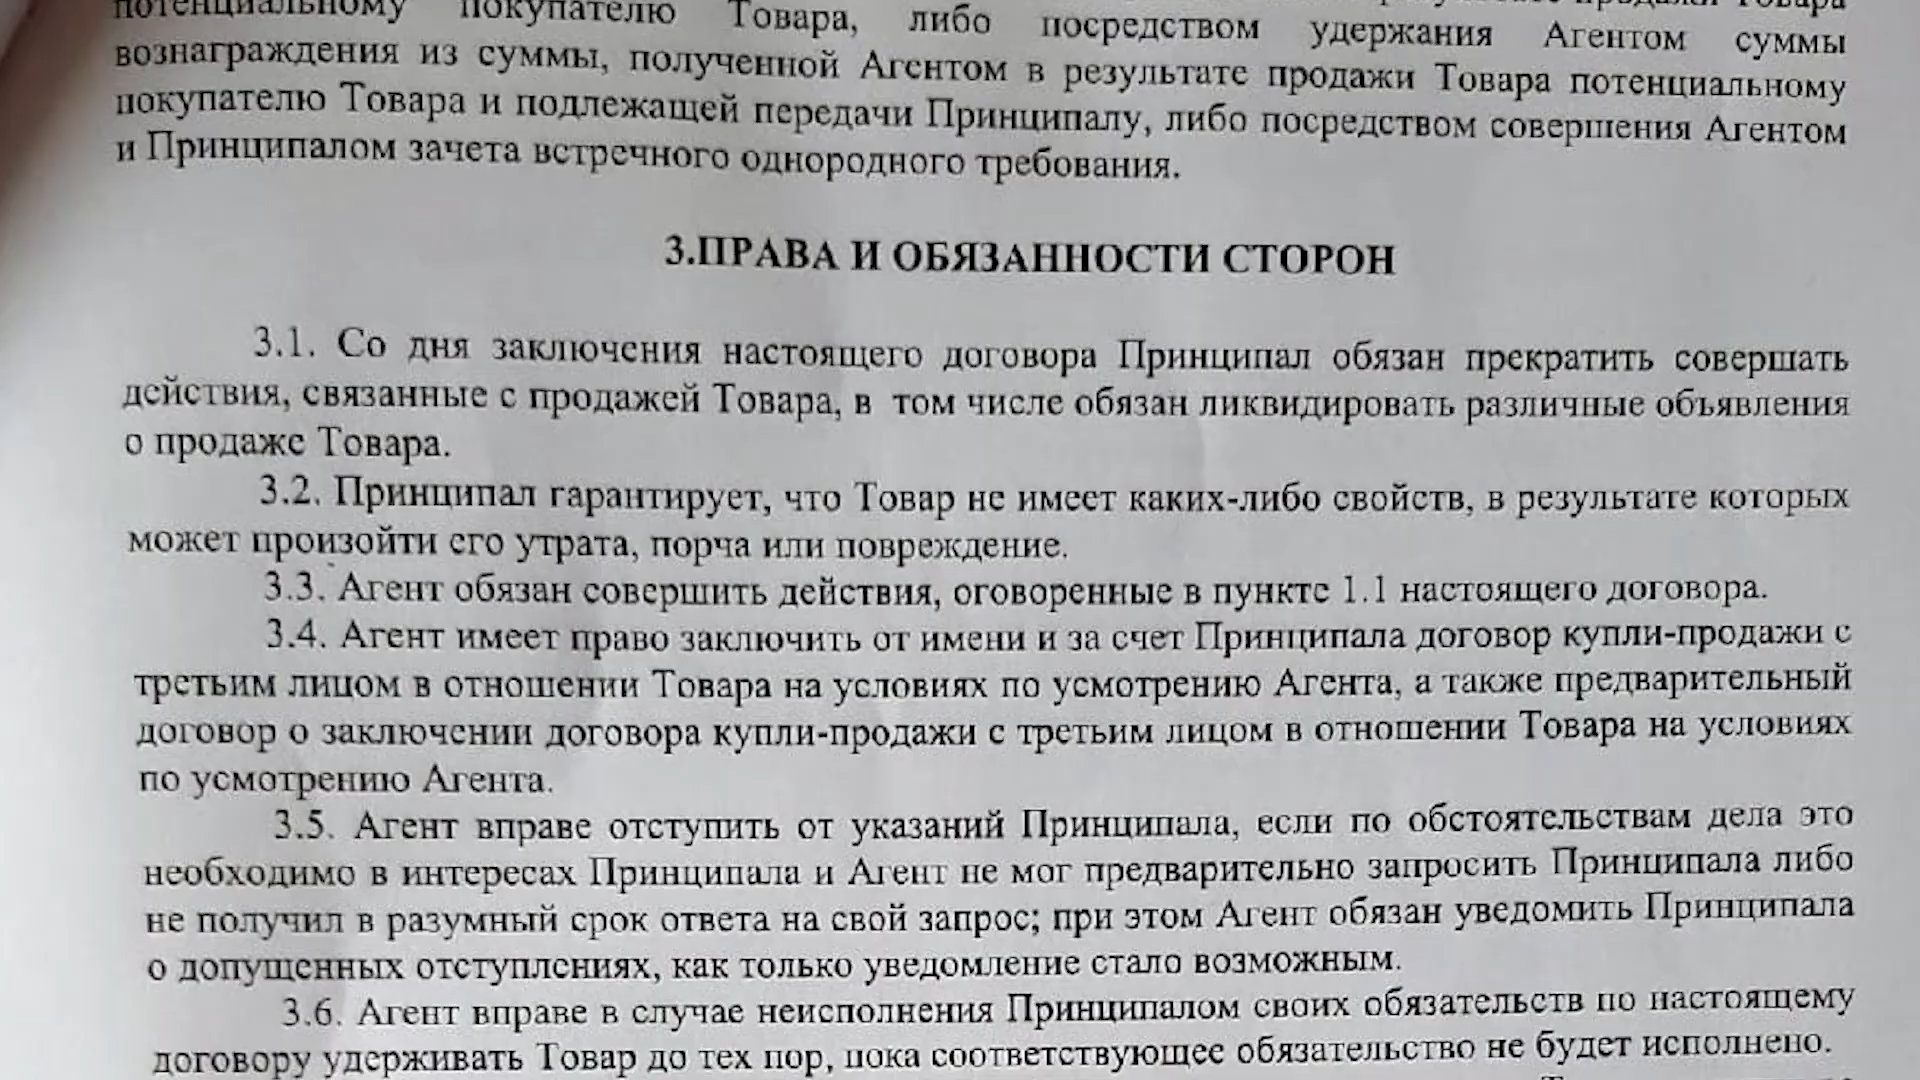 потенциальному покупателю Товара, либо посредством удержания Агентом суммы
вознаграждения из суммы, полученной Агентом в результате продажи Товара потенциальному
покупателю Товара и подлежащей передачи Принципалу, либо посредством совершения Агентом
и Принципалом зачета встречного однородного требования.
3.ПРАВА И ОБЯЗАННОСТИ СТОРОН
3.1. Со дня заключения настоящего договора Принципал обязан прекратить совершать
действия, связанные с продажей Товара, в том числе обязан ликвидировать различные объявления
о продаже Товара.
3.2. Принципал гарантирует, что Товар не имеет каких-либо свойств, в результате которых
может произойти его утрата, порча или повреждение.
3.3. Агент обязан совершить действия, оговоренные в пункте 1.1 настоящего договора.
3.4. Агент имеет право заключить от имени и за счет Принципала договор купли-продажи с
третьим лицом в отношении Товара на условиях по усмотрению Агента, а также предварительный
договор о заключении договора купли-продажи с третьим лицом в отношении Товара на условиях
по усмотрению Агента.
3.5. Агент вправе отступить от указаний Принципала, если по обстоятельствам дела это
необходимо в интересах Принципала и Агент не мог предварительно запросить Принципала либо
не получил в разумный срок ответа на свой запрос; при этом Агент обязан уведомить Принципала
о допущенных отступлениях, как только уведомление стало возможным.
3.6. Агент вправе в случае неисполнения Принципалом своих обязательств по настоящему
договору удерживать Товар до тех пор, пока соответствующее обязательство не будет исполнено.